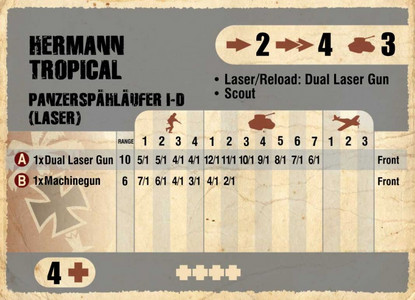 HERMANN
TROPICAL
2 4 3
• Laser/Reload: Dual Laser Gun
• Scout
PANZERSPÄHLÄUFER I-D
(LASER)
RANGE 1 2 3 4 1 2 3 4 5 6 7 1 2 3
A 1xDual Laser Gun 10 5/1 5/1 4/1 4/1 12/1 11/1 10/1 9/1 8/1 7/1 6/1 Front
B 1xMachinegun 6 7/1 6/1 4/1 3/1 4/1 2/1 Front
4